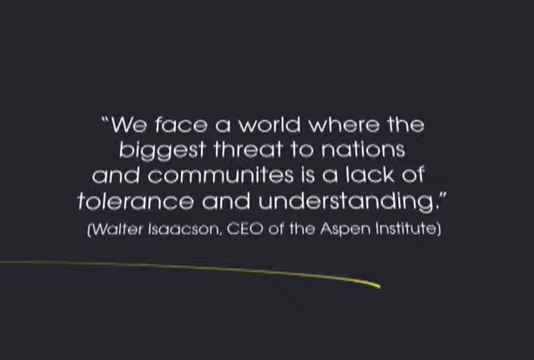 “We face a world where the
biggest threat to nations
and communites is a lack of
tolerance and understanding.”
(Walter Isaacson, CEO of the Aspen Institute)